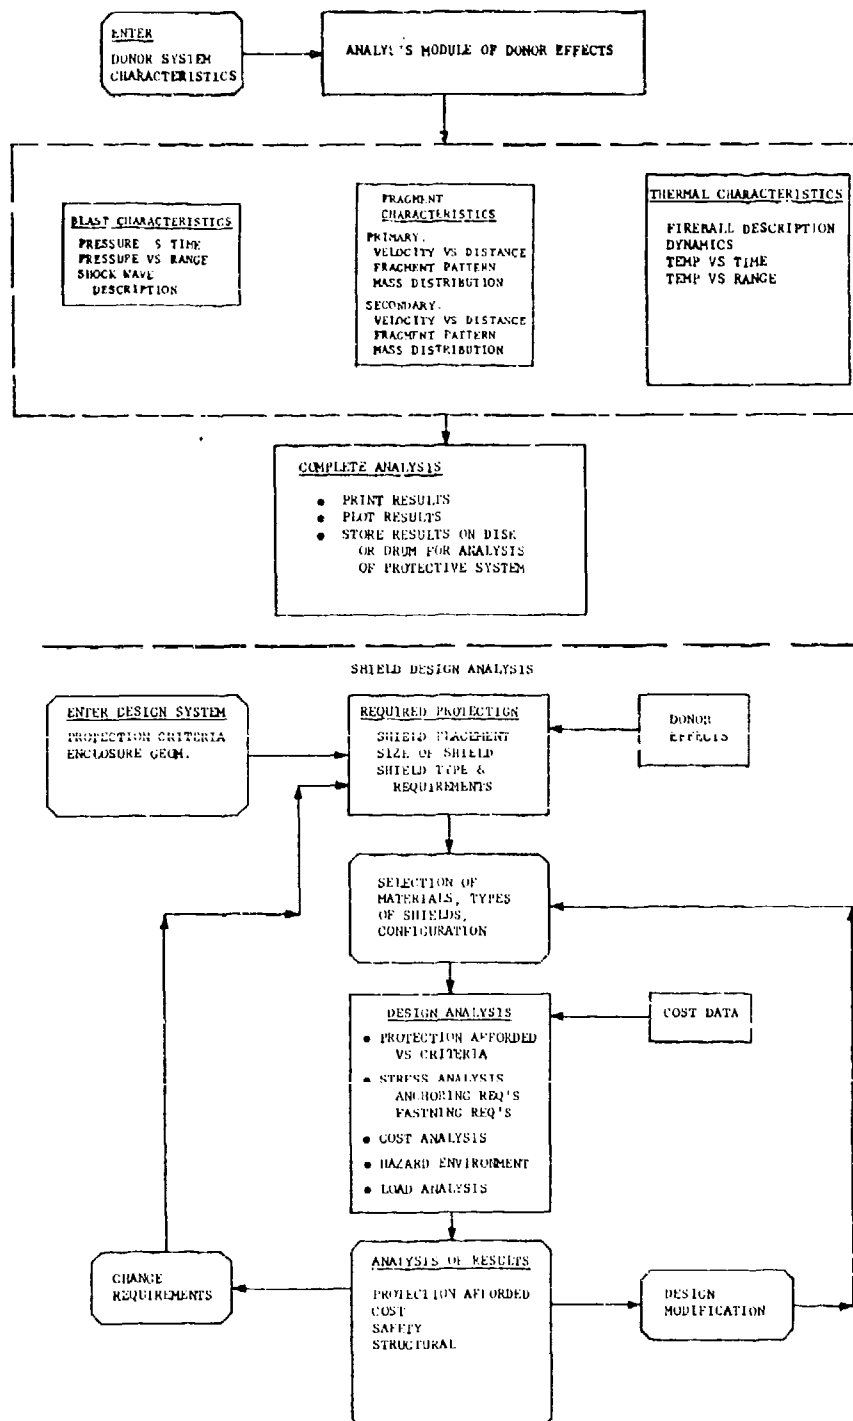 ENTER
DONOR SYSTEM
CHARACTERISTICS
ANALYSIS MODULE OF DONOR EFFECTS
BLAST CHARACTERISTICS
PRESSURE S TIME
PRESSURE VS RANGE
SHOCK WAVE
DESCRIPTION
FRAGMENT
CHARACTERISTICS
PRIMARY.
VELOCITY VS DISTANCE
FRAGMENT PATTERN
MASS DISTRIBUTION
SECONDARY.
VELOCITY VS DISTANCE
FRAGMENT PATTERN
MASS DISTRIBUTION
THERMAL CHARACTERISTICS
FIREBALL DESCRIPTION
DYNAMICS
TEMP VS TIME
TEMP VS RANGE
COMPLETE ANALYSIS
● PRINT RESULTS
● PLOT RESULTS
● STORE RESULTS ON DISK
OR DRUM FOR ANALYSIS
OF PROTECTIVE SYSTEM
SHIELD DESIGN ANALYSIS
ENTER DESIGN SYSTEM
PROTECTION CRITERIA
ENCLOSURE GEOM.
REQUIRED PROTECTION
SHIELD PLACEMENT
SIZE OF SHIELD
SHIELD TYPE &
REQUIREMENTS
DONOR
EFFECTS
SELECTION OF
MATERIALS, TYPES
OF SHIELDS,
CONFIGURATION
DESIGN ANALYSIS
● PROTECTION AFFORDED
VS CRITERIA
● STRESS ANALYSIS
ANCHORING REQ'S
FASTNING REQ'S
● COST ANALYSIS
● HAZARD ENVIRONMENT
● LOAD ANALYSIS
COST DATA
ANALYSIS OF RESULTS
PROTECTION AFFORDED
COST
SAFETY
STRUCTURAL
CHANGE
REQUIREMENTS
DESIGN
MODIFICATION